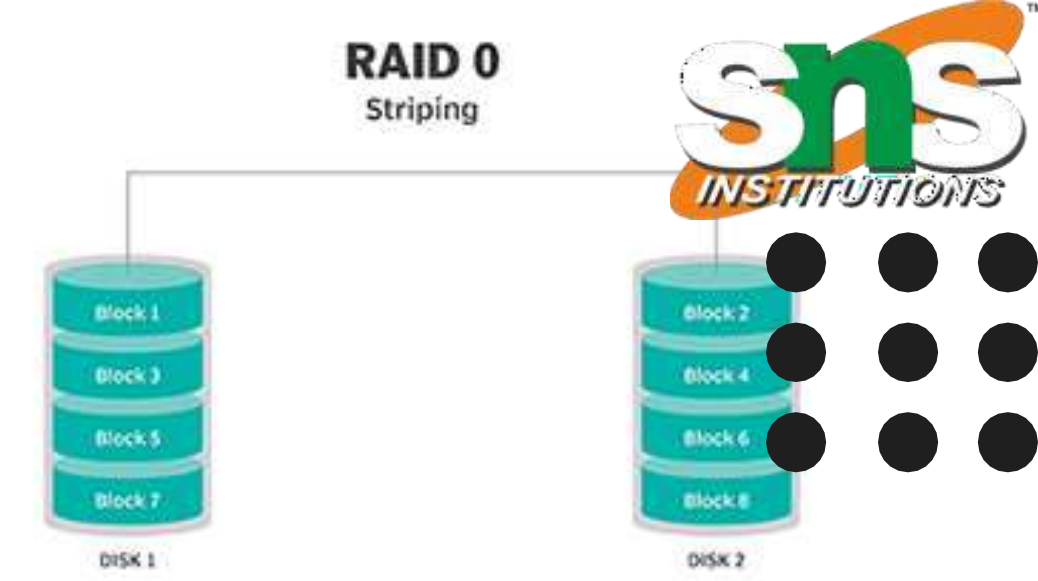 RAID 0
Striping
sns
INSTITUTIONS
TM
Block 1
Block 3
Block 5
Block 7
DISK 1
Block 2
Block 4
Block 6
Block 8
DISK 2